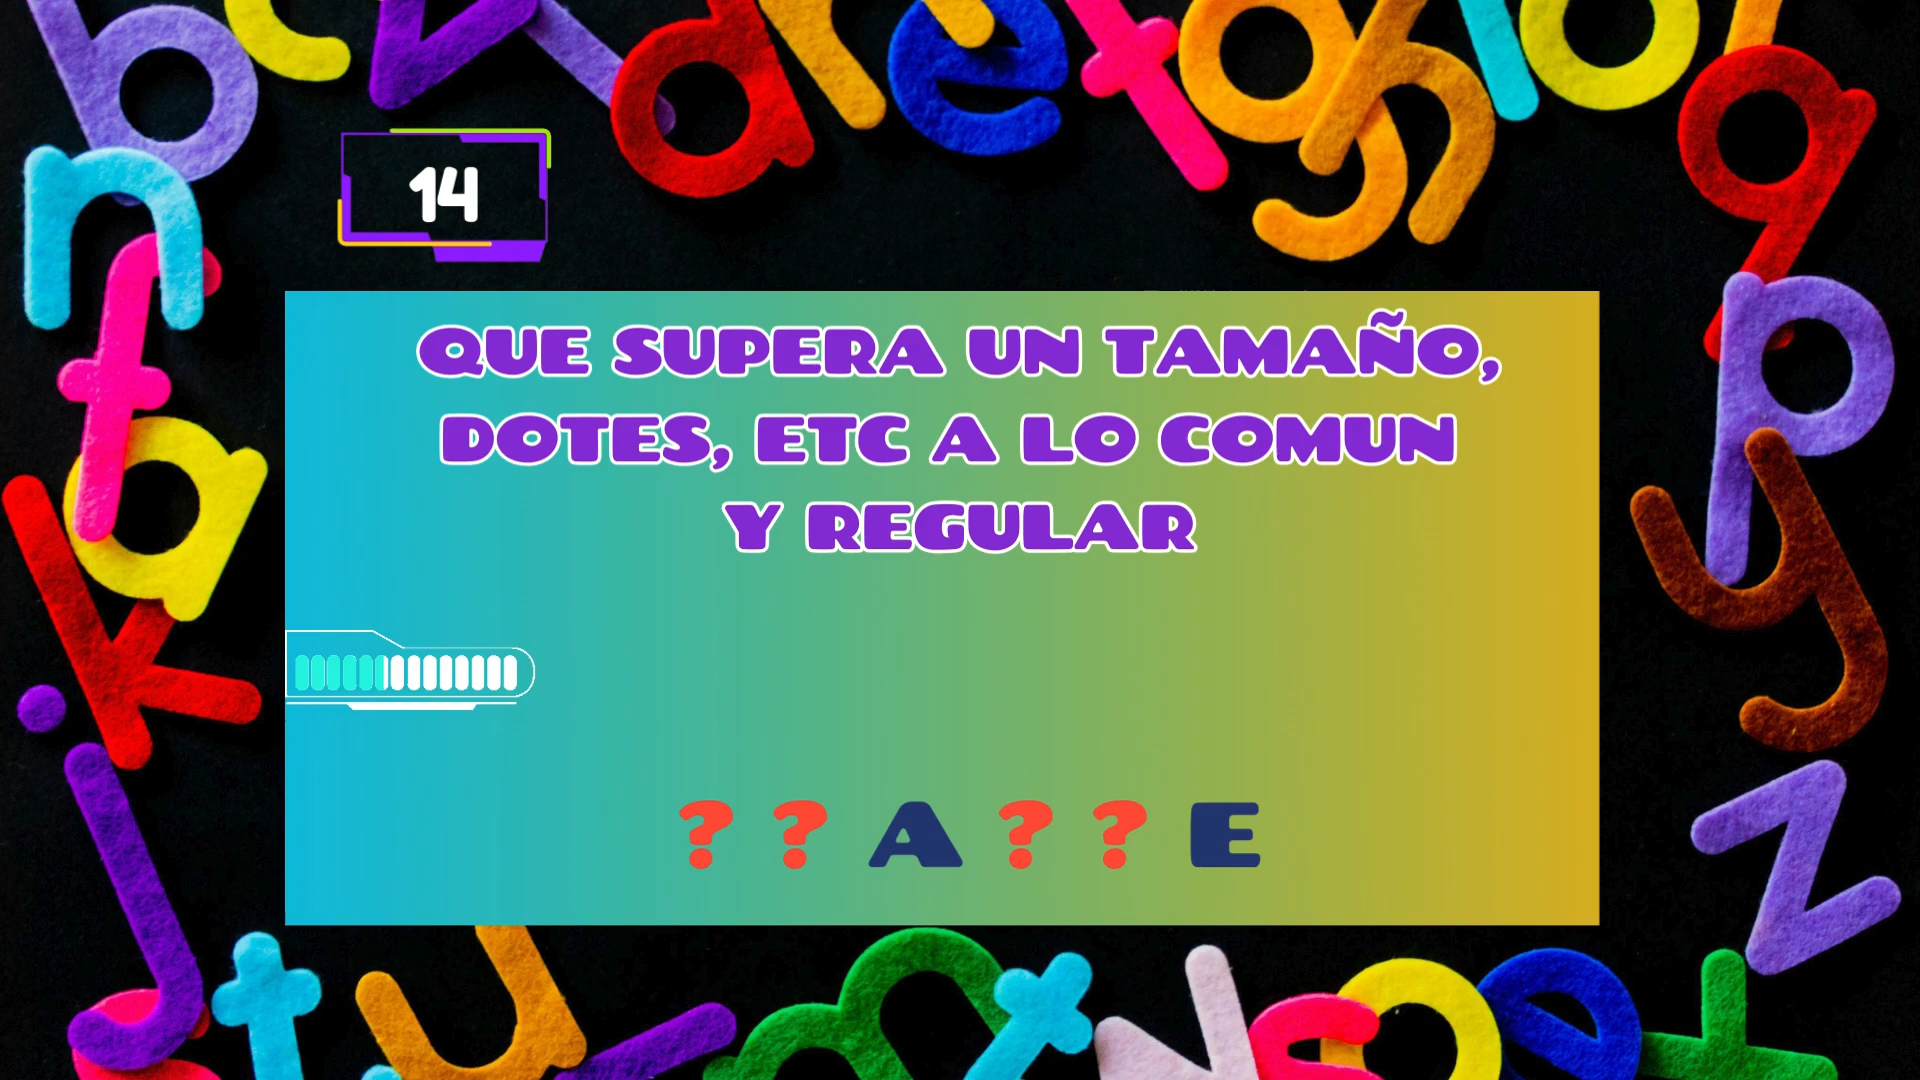 14
QUE SUPERA UN TAMAÑO,
DOTES, ETC A LO COMUN
Y REGULAR
? ? A ? ? E